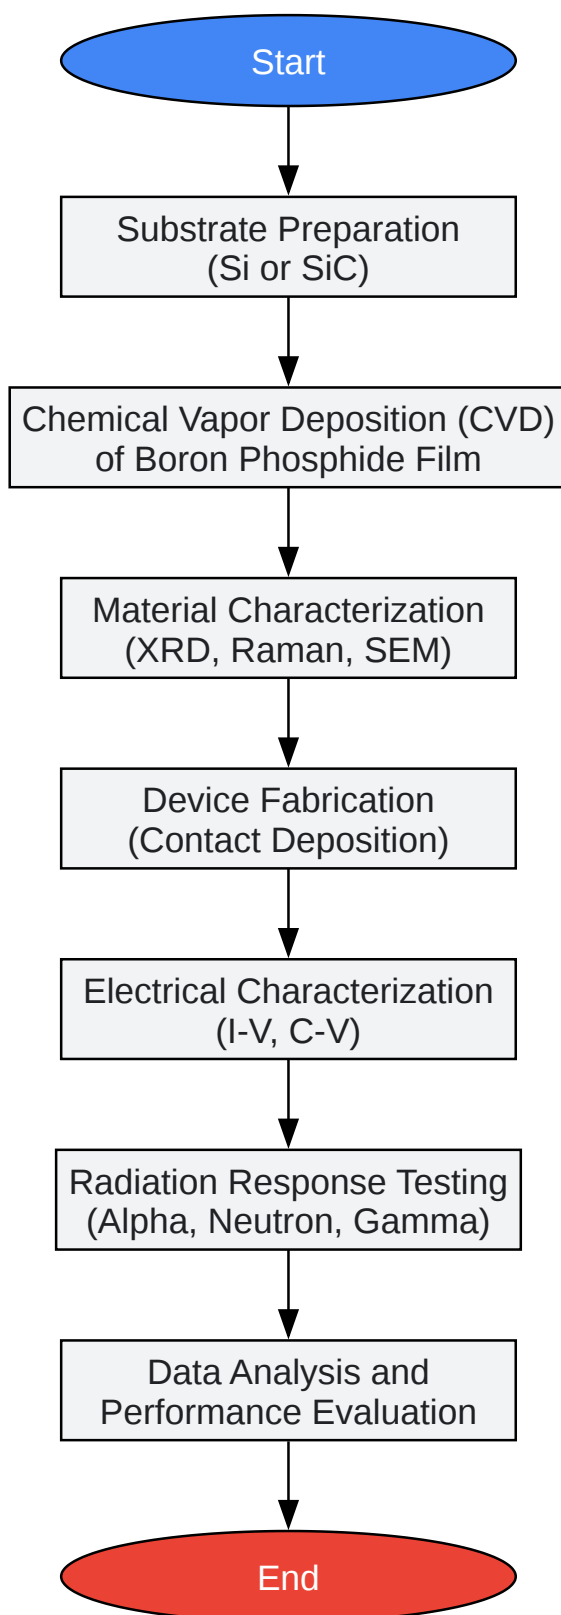 Start
Substrate Preparation
(Si or SiC)
Chemical Vapor Deposition (CVD)
of Boron Phosphide Film
Material Characterization
(XRD, Raman, SEM)
Device Fabrication
(Contact Deposition)
Electrical Characterization
(I-V, C-V)
Radiation Response Testing
(Alpha, Neutron, Gamma)
Data Analysis and
Performance Evaluation
End